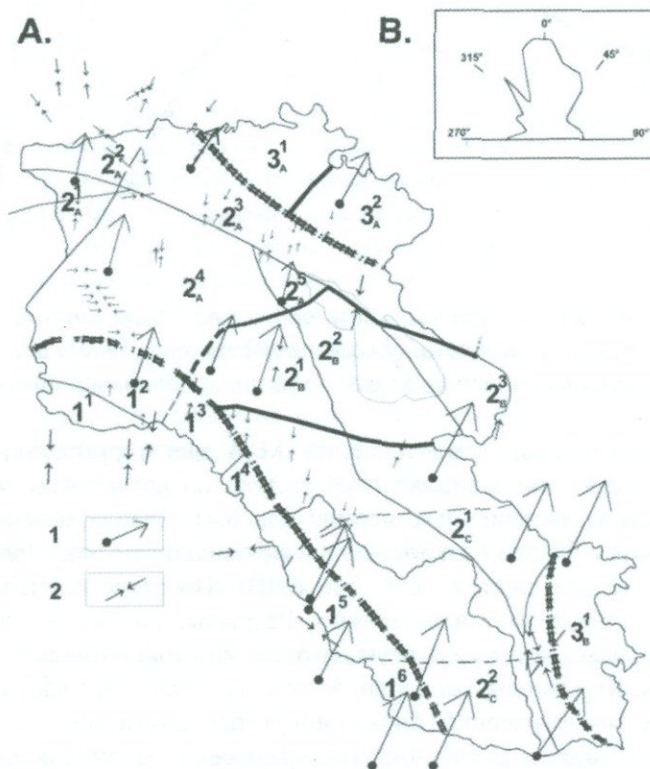 A. B.
0°
315° 45°
270° 90°
3¹A
2²A
2¹A
3²A
2³A
2⁴A
2⁵A
2²B
2¹B
2³B
1²
1¹
1³
1⁴
1
2¹C
2
3¹B
1⁵
1⁶
2²C